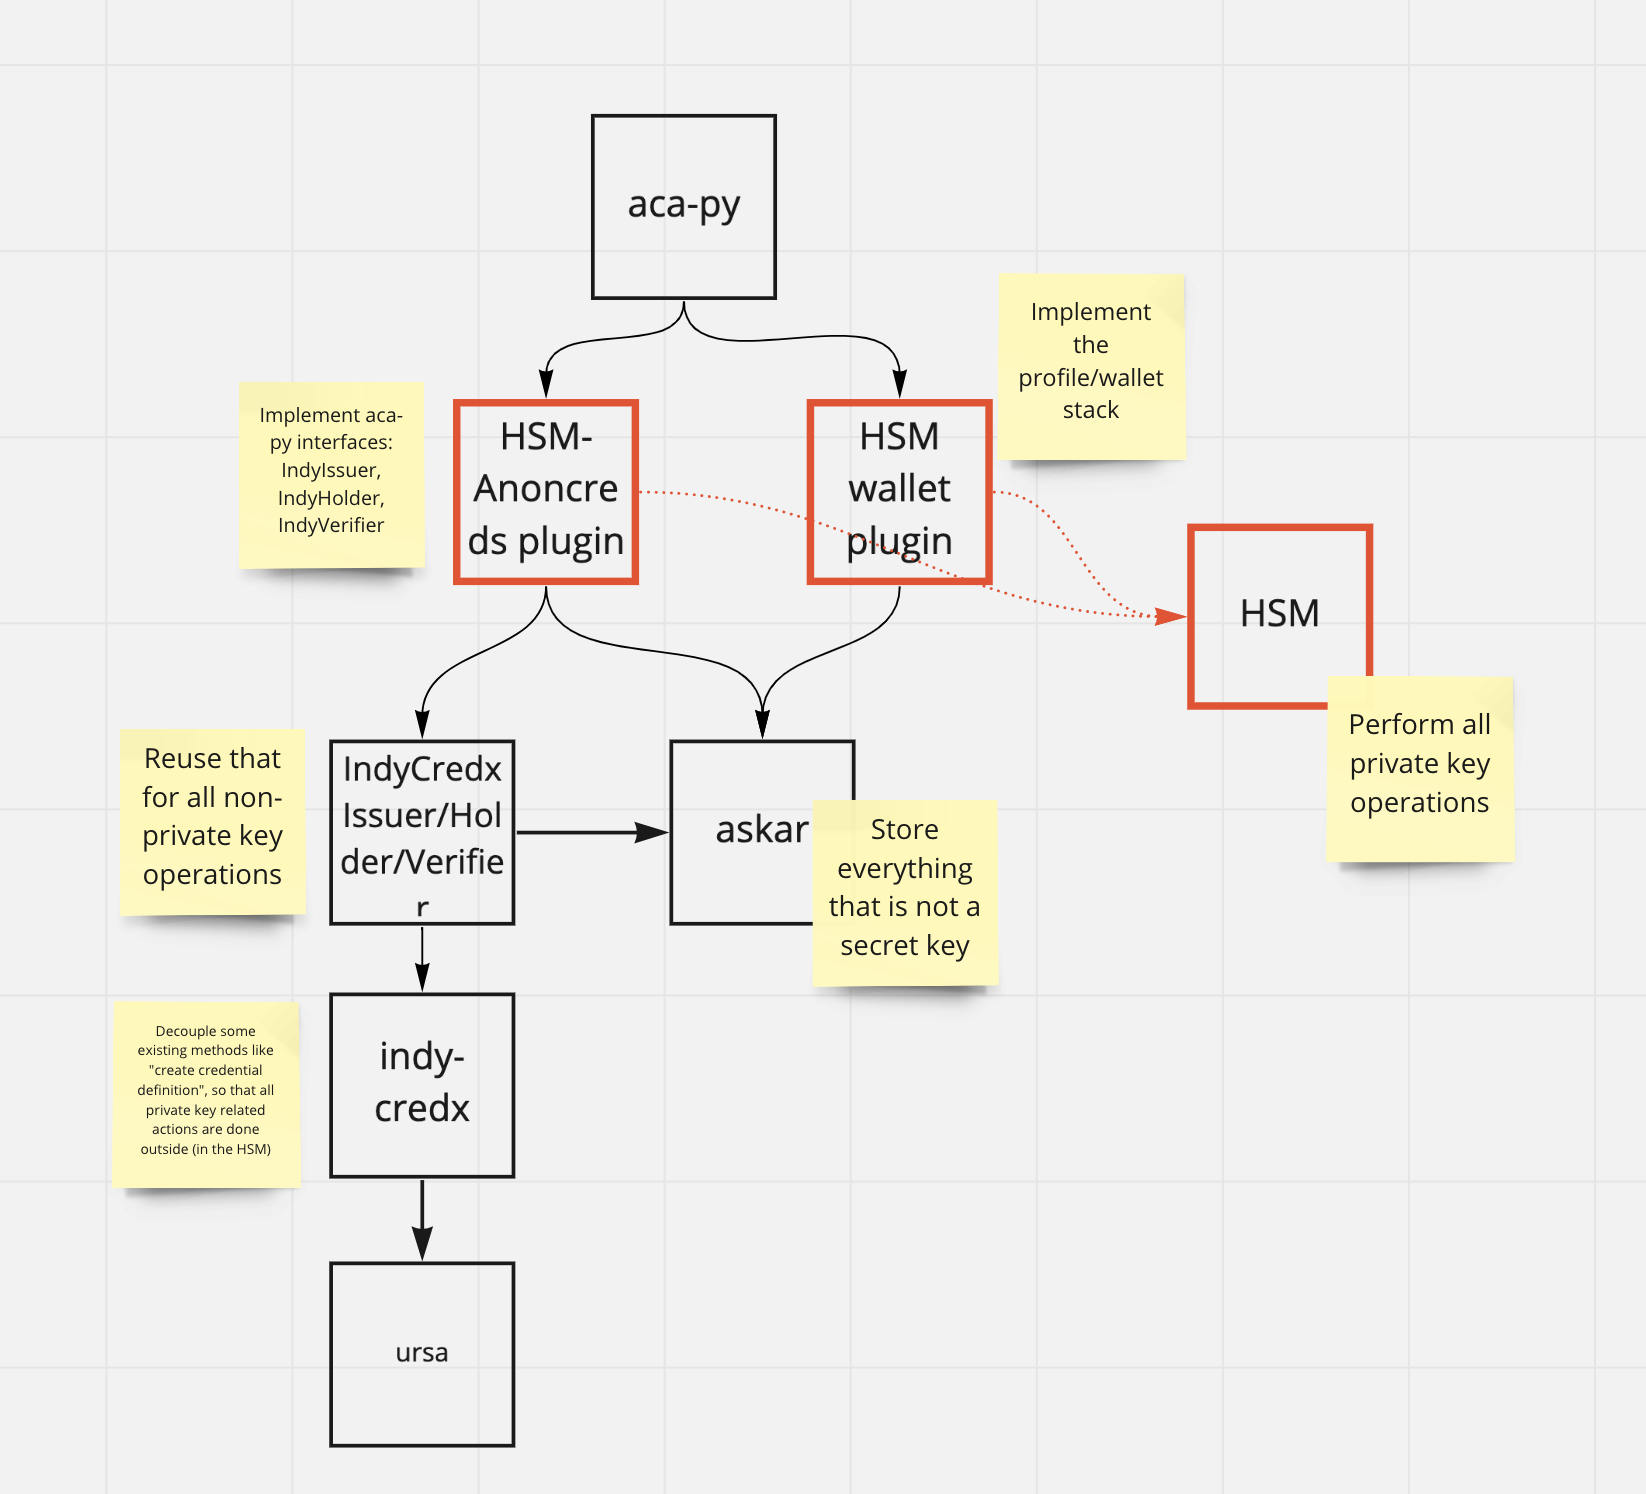 aca-py
Implement
the
profile/wallet
stack
Implement aca-
py interfaces:
IndyIssuer,
IndyHolder,
IndyVerifier
HSM-
Anoncre
ds plugin
HSM
wallet
plugin
HSM
Perform all
private key
operations
Reuse that
for all non-
private key
operations
IndyCredx
Issuer/Hol
der/Verifie
r
askar
Store
everything
that is not a
secret key
Decouple some
existing methods like
"create credential
definition", so that all
private key related
actions are done
outside (in the HSM)
indy-
credx
ursa